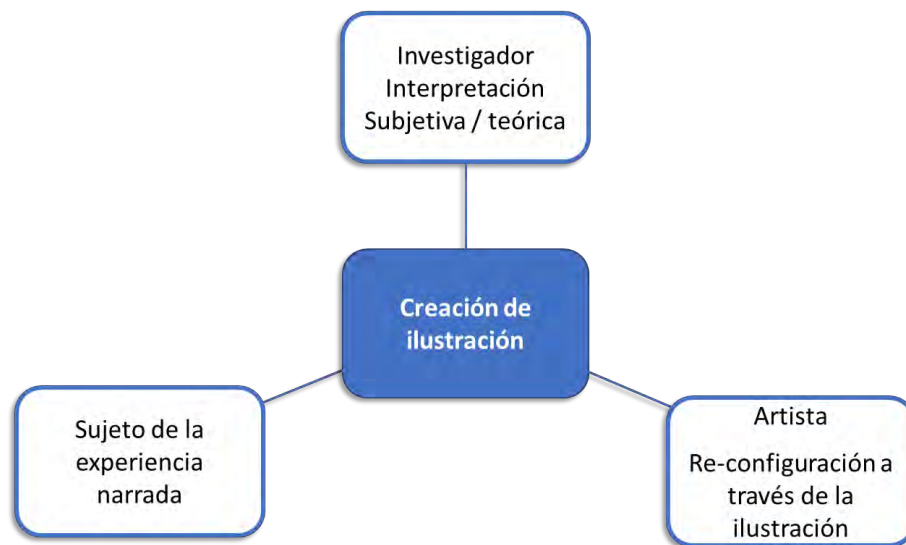 Investigador
Interpretación
Subjetiva / teórica
Creación de
ilustración
Sujeto de la
experiencia
narrada
Artista
Re-configuración a
través de la
ilustración